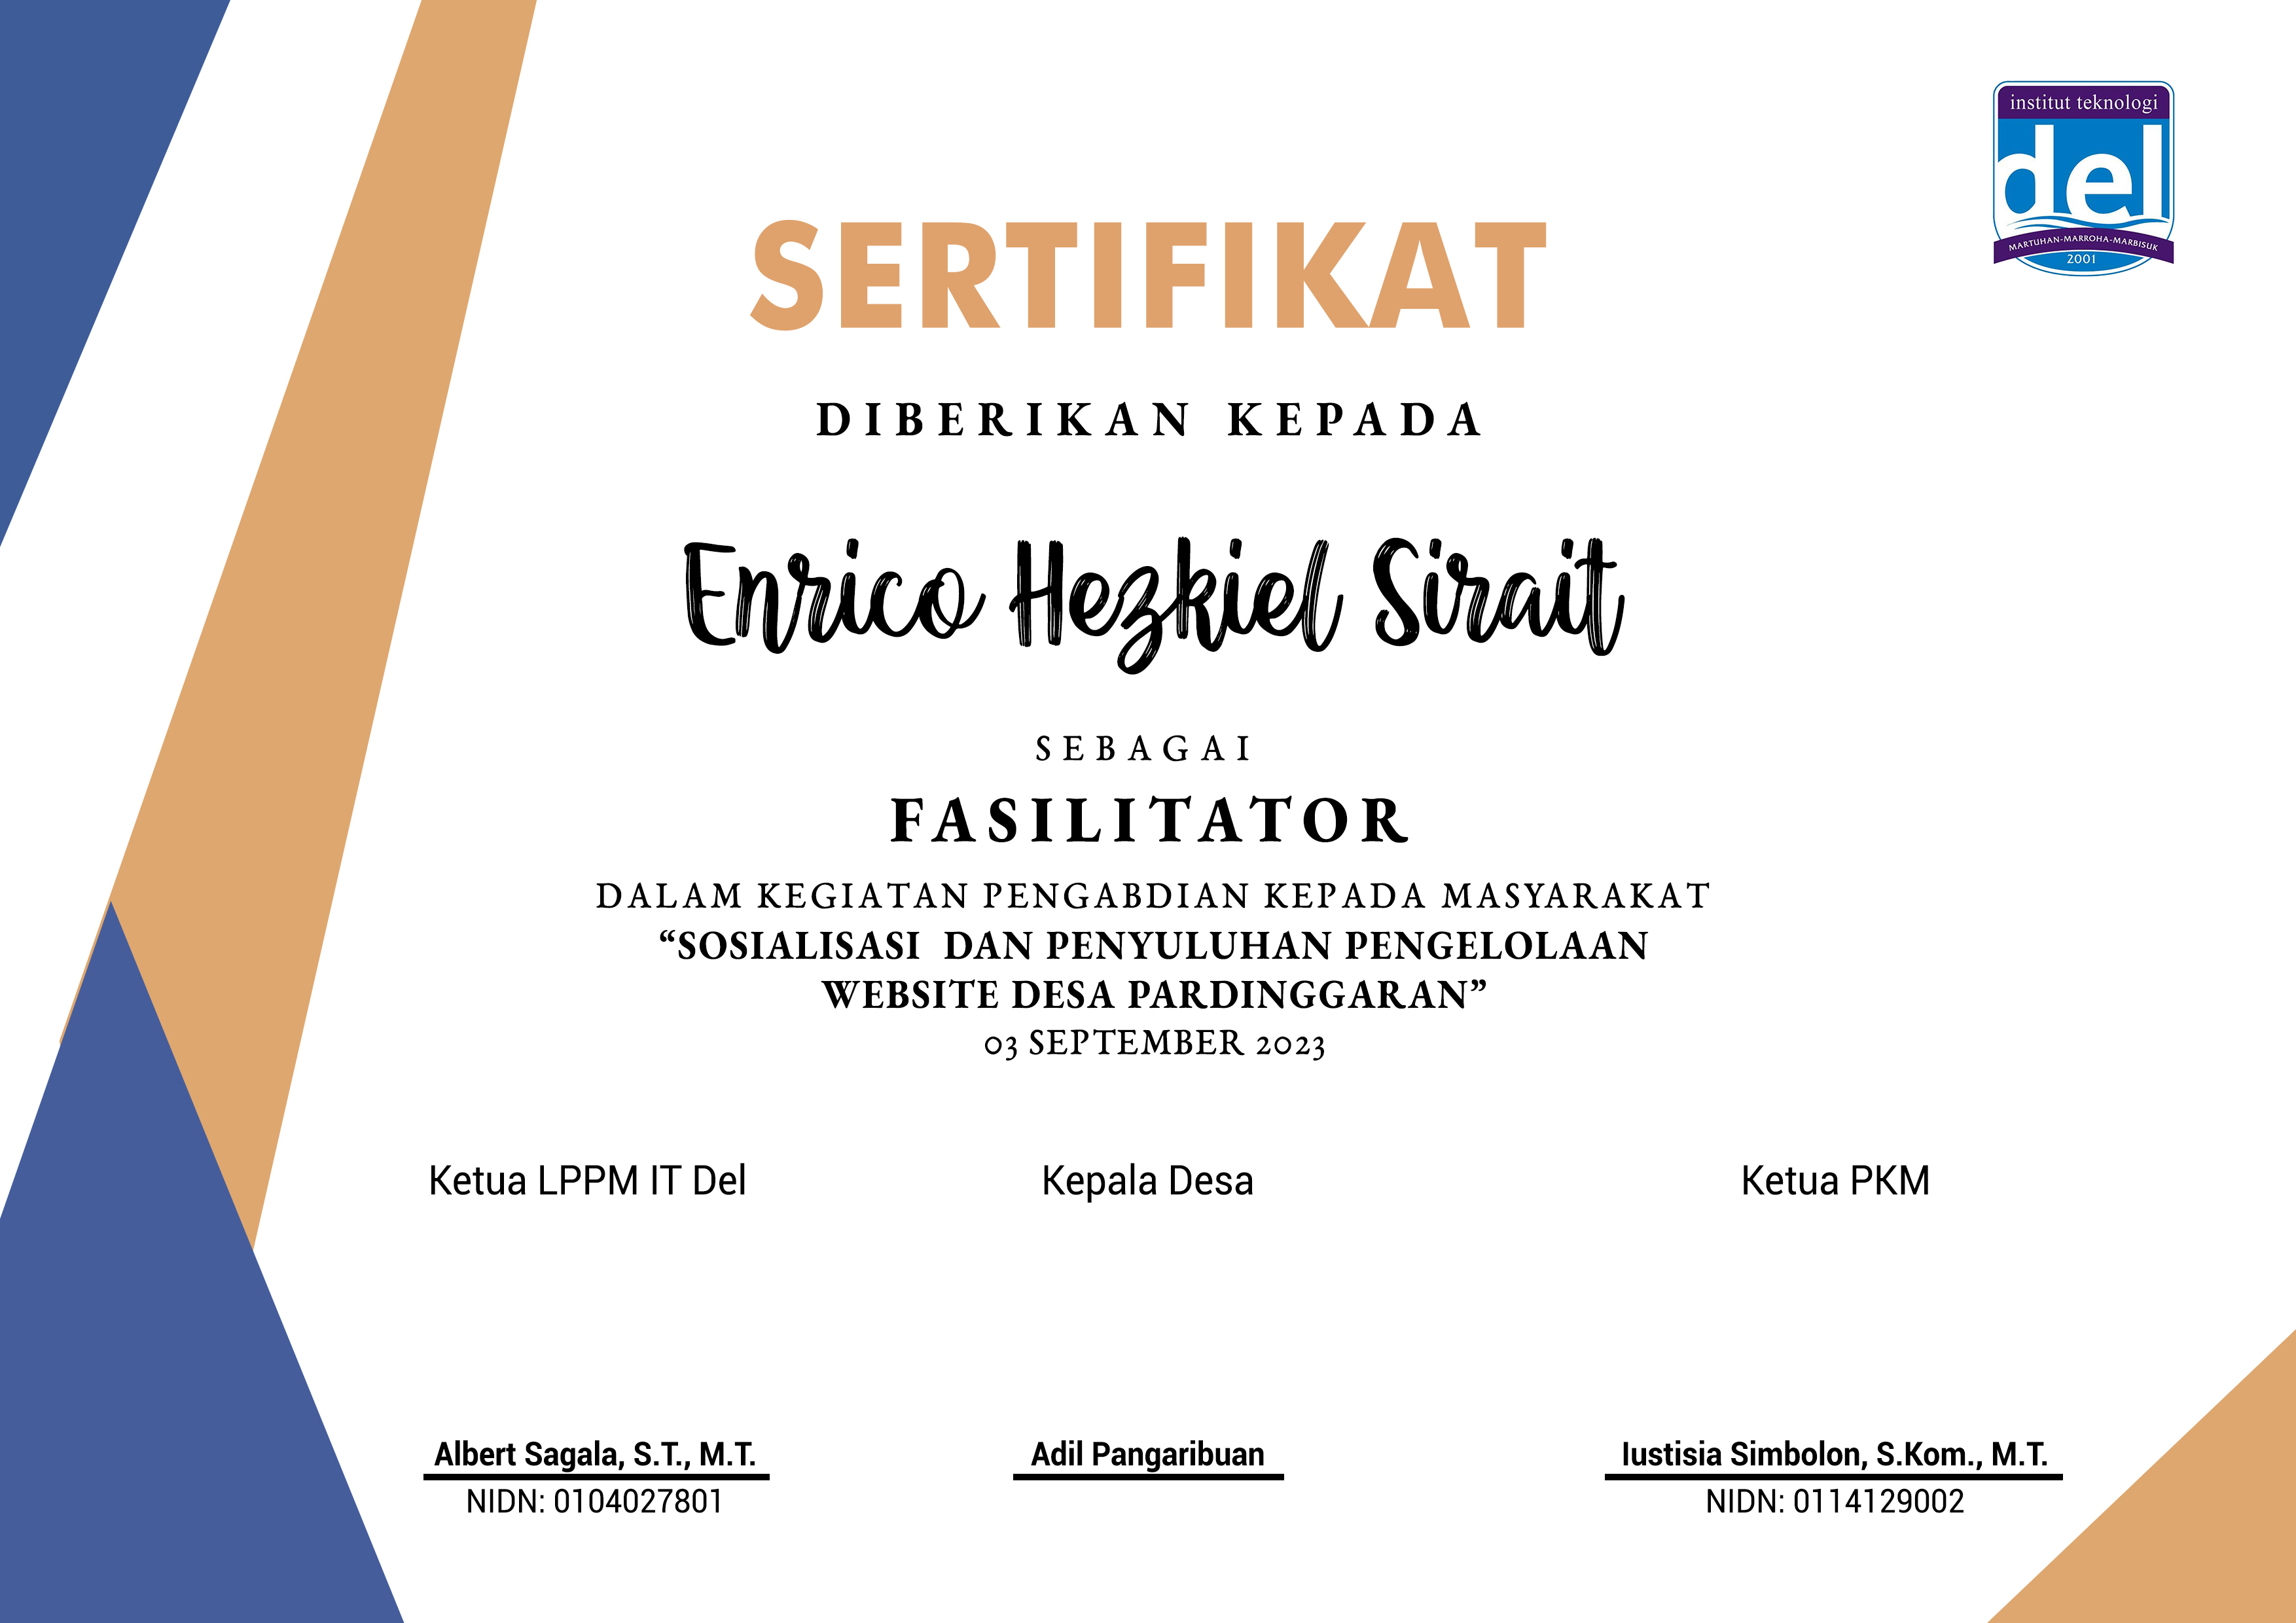 institut teknologi
del
MARTUHAN-MARROHA-MARBISUK
2001
SERTIFIKAT
DIBERIKAN KEPADA
Enrico Hezkiel Sirait
SEBAGAI
FASILITATOR
DALAM KEGIATAN PENGABDIAN KEPADA MASYARAKAT
“SOSIALISASI DAN PENYULUHAN PENGELOLAAN
WEBSITE DESA PARDINGGARAN”
03 SEPTEMBER 2023
Ketua LPPM IT Del
Kepala Desa
Ketua PKM
Albert Sagala, S.T., M.T.
NIDN: 0104027801
Adil Pangaribuan
Iustisia Simbolon, S.Kom., M.T.
NIDN: 0114129002